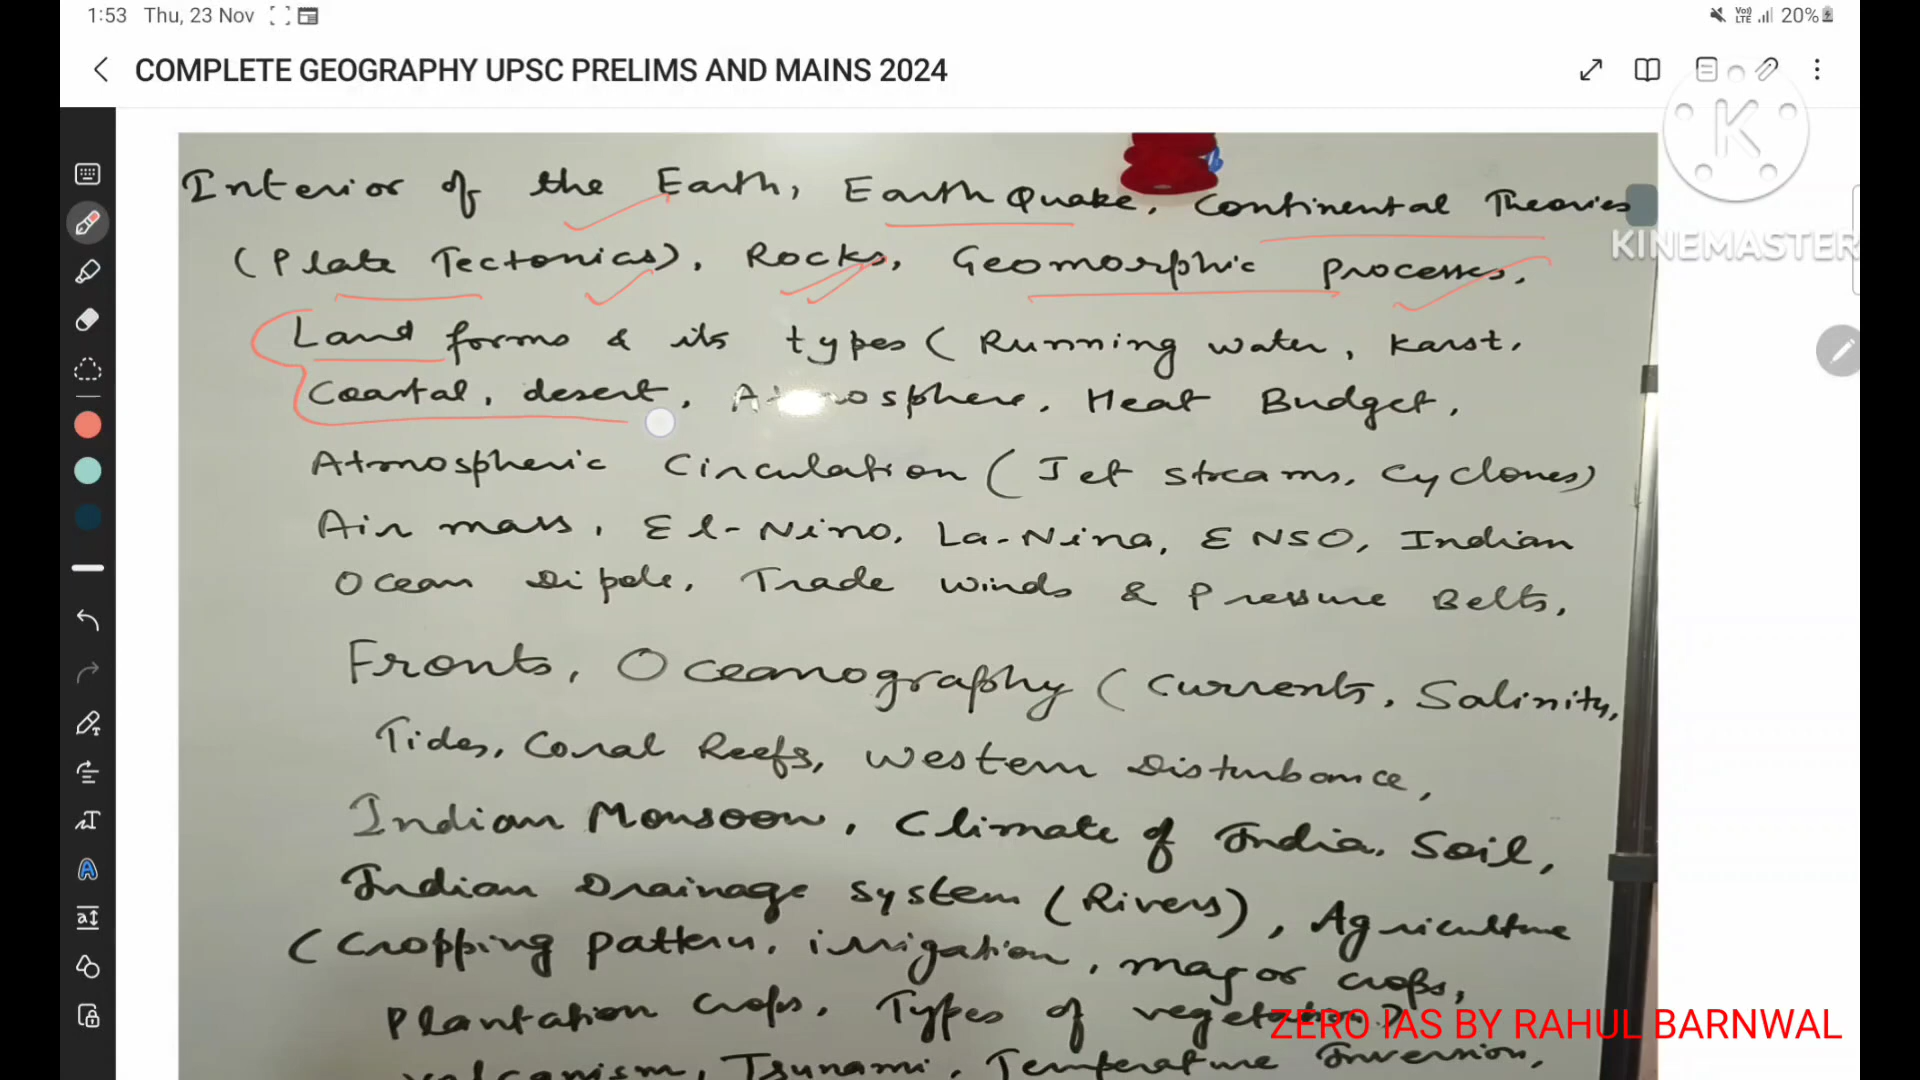 1:53 Thu, 23 Nov
20%
COMPLETE GEOGRAPHY UPSC PRELIMS AND MAINS 2024
K
KINEMASTER
Interior of the Earth, EarthQuake, Continental Theories
(Plate Tectonics), Rocks, Geomorphic Processes,
Land forms & its types (Running water, Karst,
Coastal, desert, Atmosphere, Heat Budget,
Atmospheric Circulation (Jet streams, Cyclones)
Air mass, El-Nino, La-Nina, ENSO, Indian
Ocean Dipole, Trade winds & Pressure Belts,
Fronts, Oceanography (Currents, Salinity,
Tides, Coral Reefs, Western Disturbance,
Indian Monsoon, Climate of India, Soil,
Indian Drainage System (Rivers), Agriculture
(Cropping pattern, irrigation, major crops,
Plantation Crops, Types of vegetation)
Volcanism, Tsunami, Temperature Inversion,
ZERO IAS BY RAHUL BARNWAL